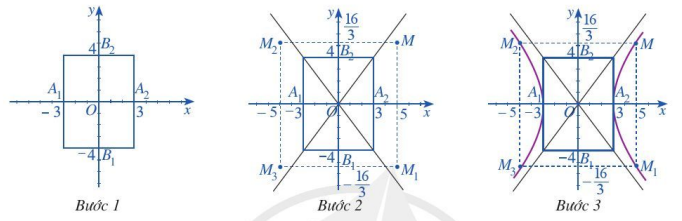 y
4 B₂
A₁ A₂
−3 O 3 x
−4 B₁
Bước 1
y
16/3
M₂ M
4 B₂
A₁ A₂
−5 −3 O 3 5 x
−4 B₁
M₃ M₁
−16/3
Bước 2
y
16/3
M₂ M
4 B₂
A₁ A₂
−5 −3 O 3 5 x
−4 B₁
M₃ M₁
−16/3
Bước 3